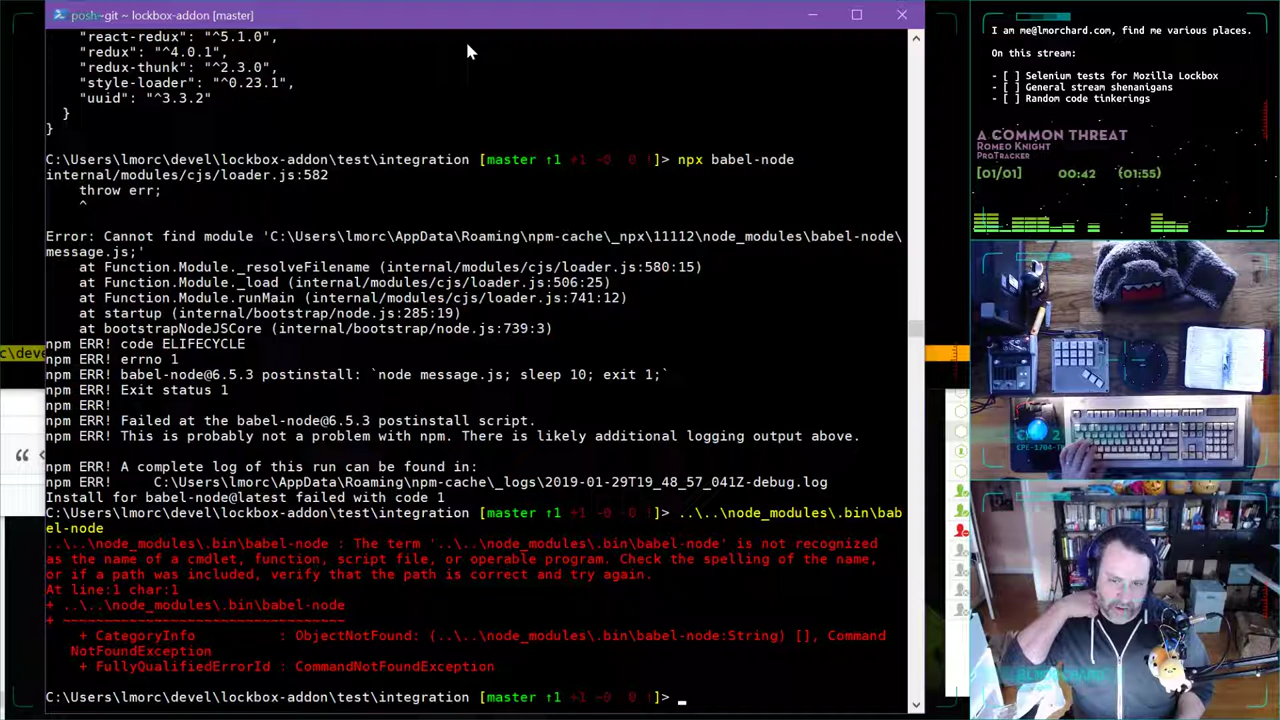 posh~git ~ lockbox-addon [master]
"react-redux": "^5.1.0",
"redux": "^4.0.1",
"redux-thunk": "^2.3.0",
"style-loader": "^0.23.1",
"uuid": "^3.3.2"
}
}
C:\Users\lmorc\devel\lockbox-addon\test\integration [master ↑1 +1 ~0 -0 !]> npx babel-node
internal/modules/cjs/loader.js:582
throw err;
^
Error: Cannot find module 'C:\Users\lmorc\AppData\Roaming\npm-cache\_npx\11112\node_modules\babel-node\
message.js;'
at Function.Module._resolveFilename (internal/modules/cjs/loader.js:580:15)
at Function.Module._load (internal/modules/cjs/loader.js:506:25)
at Function.Module.runMain (internal/modules/cjs/loader.js:741:12)
at startup (internal/bootstrap/node.js:285:19)
at bootstrapNodeJSCore (internal/bootstrap/node.js:739:3)
npm ERR! code ELIFECYCLE
npm ERR! errno 1
npm ERR! babel-node@6.5.3 postinstall: `node message.js; sleep 10; exit 1;`
npm ERR! Exit status 1
npm ERR!
npm ERR! Failed at the babel-node@6.5.3 postinstall script.
npm ERR! This is probably not a problem with npm. There is likely additional logging output above.
npm ERR! A complete log of this run can be found in:
npm ERR!     C:\Users\lmorc\AppData\Roaming\npm-cache\_logs\2019-01-29T19_48_57_041Z-debug.log
Install for babel-node@latest failed with code 1
C:\Users\lmorc\devel\lockbox-addon\test\integration [master ↑1 +1 ~0 -0 !]> ..\..\node_modules\.bin\bab
el-node
..\..\node_modules\.bin\babel-node : The term '..\..\node_modules\.bin\babel-node' is not recognized
as the name of a cmdlet, function, script file, or operable program. Check the spelling of the name,
or if a path was included, verify that the path is correct and try again.
At line:1 char:1
+ ..\..\node_modules\.bin\babel-node
+ ~~~~~~~~~~~~~~~~~~~~~~~~~~~~~~~~~~
+ CategoryInfo          : ObjectNotFound: (..\..\node_modules\.bin\babel-node:String) [], Command
NotFoundException
+ FullyQualifiedErrorId : CommandNotFoundException
C:\Users\lmorc\devel\lockbox-addon\test\integration [master ↑1 +1 ~0 -0 !]>
c\deve
I am me@lmorchard.com, find me various places.
On this stream:
- [ ] Selenium tests for Mozilla Lockbox
- [ ] General stream shenanigans
- [ ] Random code tinkerings
A COMMON THREAT
ROMEO KNIGHT
PROTRACKER
[01/01] 00:42 (01:55)